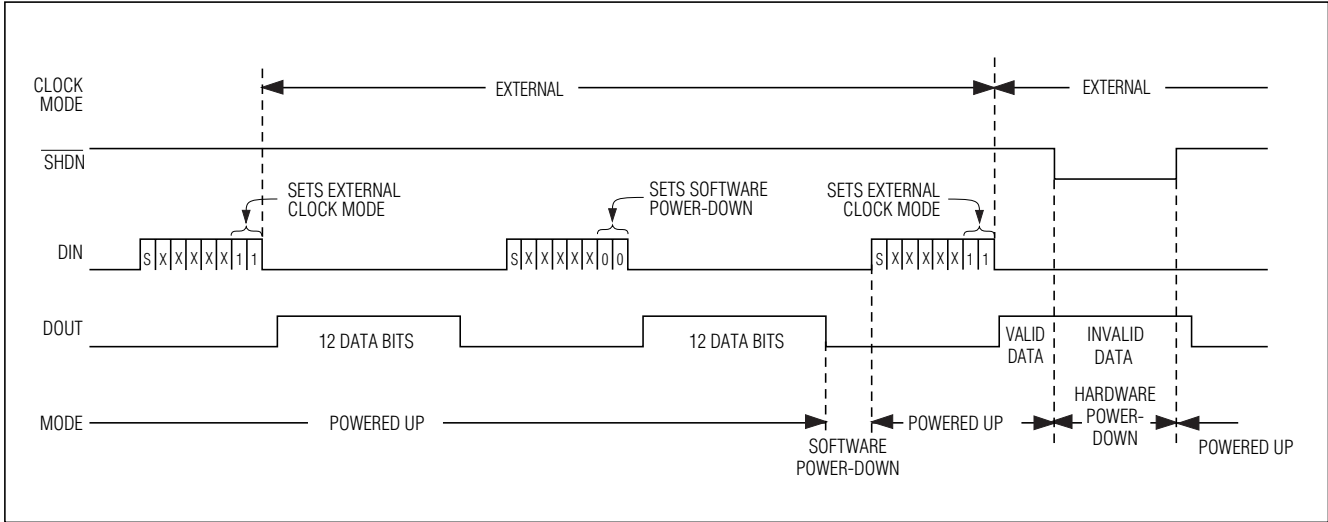 CLOCK
MODE
EXTERNAL
EXTERNAL
SHDN
SETS EXTERNAL
CLOCK MODE
SETS SOFTWARE
POWER-DOWN
SETS EXTERNAL
CLOCK MODE
DIN
S X X X X X 1 1
S X X X X X 0 0
S X X X X X 1 1
DOUT
12 DATA BITS
12 DATA BITS
VALID
DATA
INVALID
DATA
MODE
POWERED UP
SOFTWARE
POWER-DOWN
POWERED UP
HARDWARE
POWER-
DOWN
POWERED UP